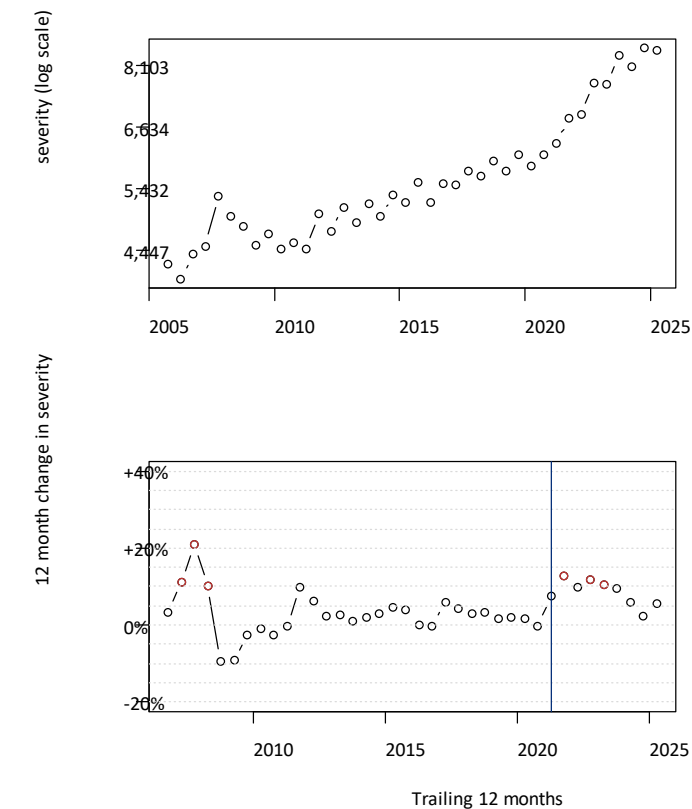 severity (log scale)
8,103
6,634
5,432
4,447
2005 2010 2015 2020 2025
12 month change in severity
+40%
+20%
0%
-20%
2010 2015 2020 2025
Trailing 12 months